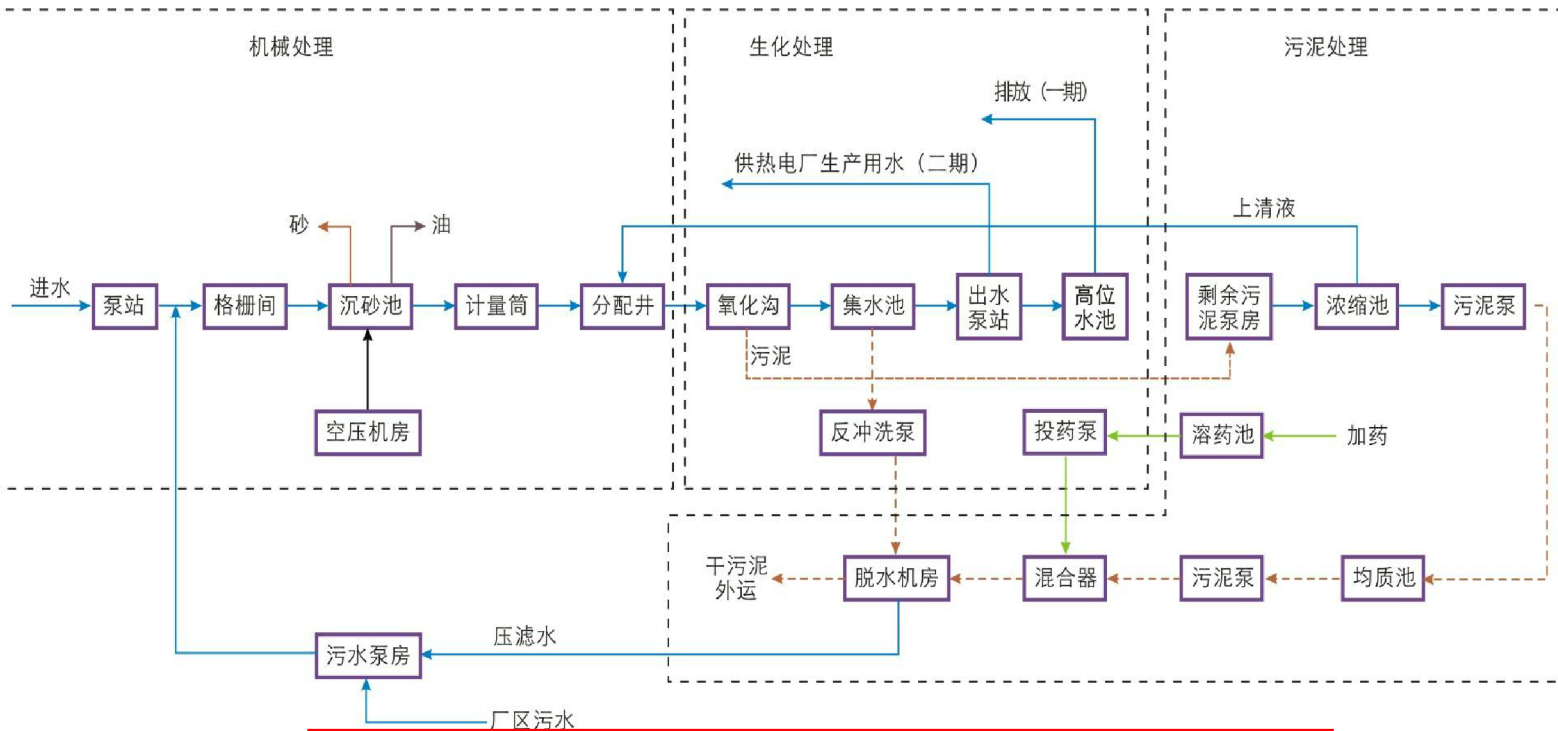 机械处理
生化处理
污泥处理
排放（一期）
供热电厂生产用水（二期）
上清液
砂
油
进水
泵站
格栅间
沉砂池
计量筒
分配井
氧化沟
集水池
出水
泵站
高位
水池
剩余污
泥泵房
浓缩池
污泥泵
污泥
空压机房
反冲洗泵
投药泵
溶药池
加药
干污泥
外运
脱水机房
混合器
污泥泵
均质池
压滤水
污水泵房
厂区污水